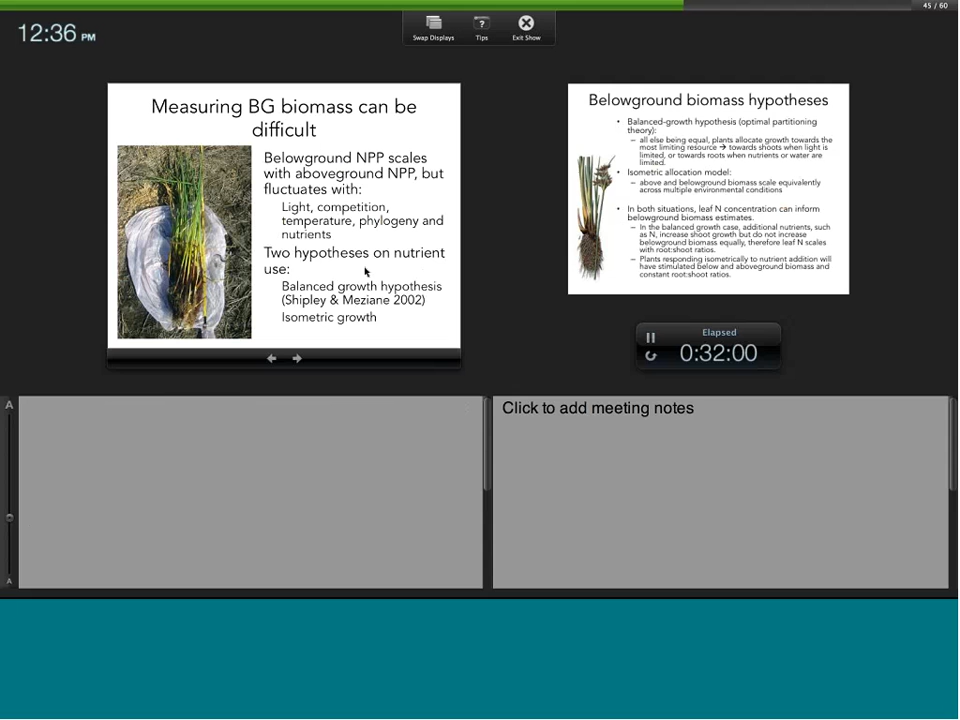 45 / 60
12:36 PM
Swap Displays
Tips
Exit Show
Measuring BG biomass can be
difficult
Belowground NPP scales
with aboveground NPP, but
fluctuates with:
Light, competition,
temperature, phylogeny and
nutrients
Two hypotheses on nutrient
use:
Balanced growth hypothesis
(Shipley & Meziane 2002)
Isometric growth
Belowground biomass hypotheses
• Balanced-growth hypothesis (optimal partitioning
theory):
– all else being equal, plants allocate growth towards the
most limiting resource → towards shoots when light is
limited, or towards roots when nutrients or water are
limited.
• Isometric allocation model:
– above and belowground biomass scale equivalently
across multiple environmental conditions
• In both situations, leaf N concentration can inform
belowground biomass estimates.
– In the balanced growth case, additional nutrients, such
as N, increase shoot growth but do not increase
belowground biomass equally, therefore leaf N scales
with root:shoot ratios.
– Plants responding isometrically to nutrient addition will
have stimulated below and aboveground biomass and
constant root:shoot ratios.
Elapsed
0:32:00
A
A
Click to add meeting notes